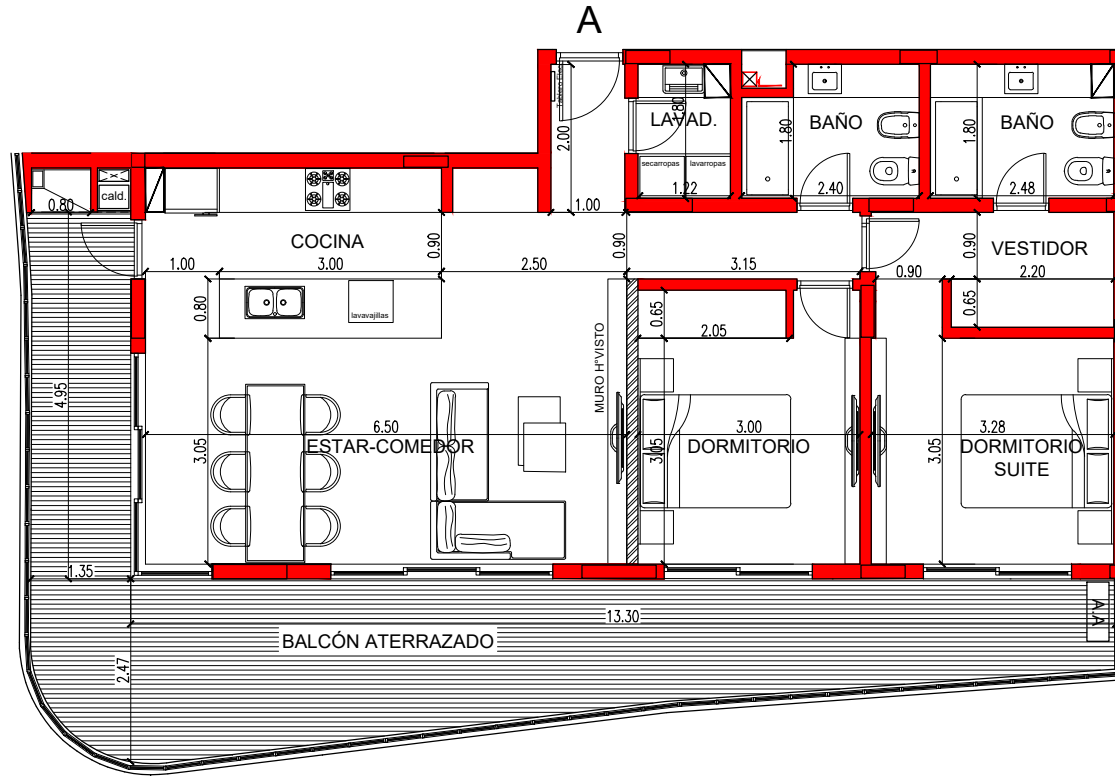 A
Tablero Elec.
2.00
LAVAD.
1.80
secarropas
lavarropas
1.22
BAÑO
1.80
2.40
BAÑO
1.80
2.48
cald.
0.80
COCINA
1.00
0.90
0.90
1.00
3.00
2.50
3.15
0.90
VESTIDOR
0.90
2.20
0.80
lavavajillas
0.65
2.05
0.65
MURO HºVISTO
4.95
6.50
ESTAR-COMEDOR
3.05
3.00
DORMITORIO
3.05
3.28
DORMITORIO
SUITE
3.05
1.35
13.30
BALCÓN ATERRAZADO
2.47
A.A